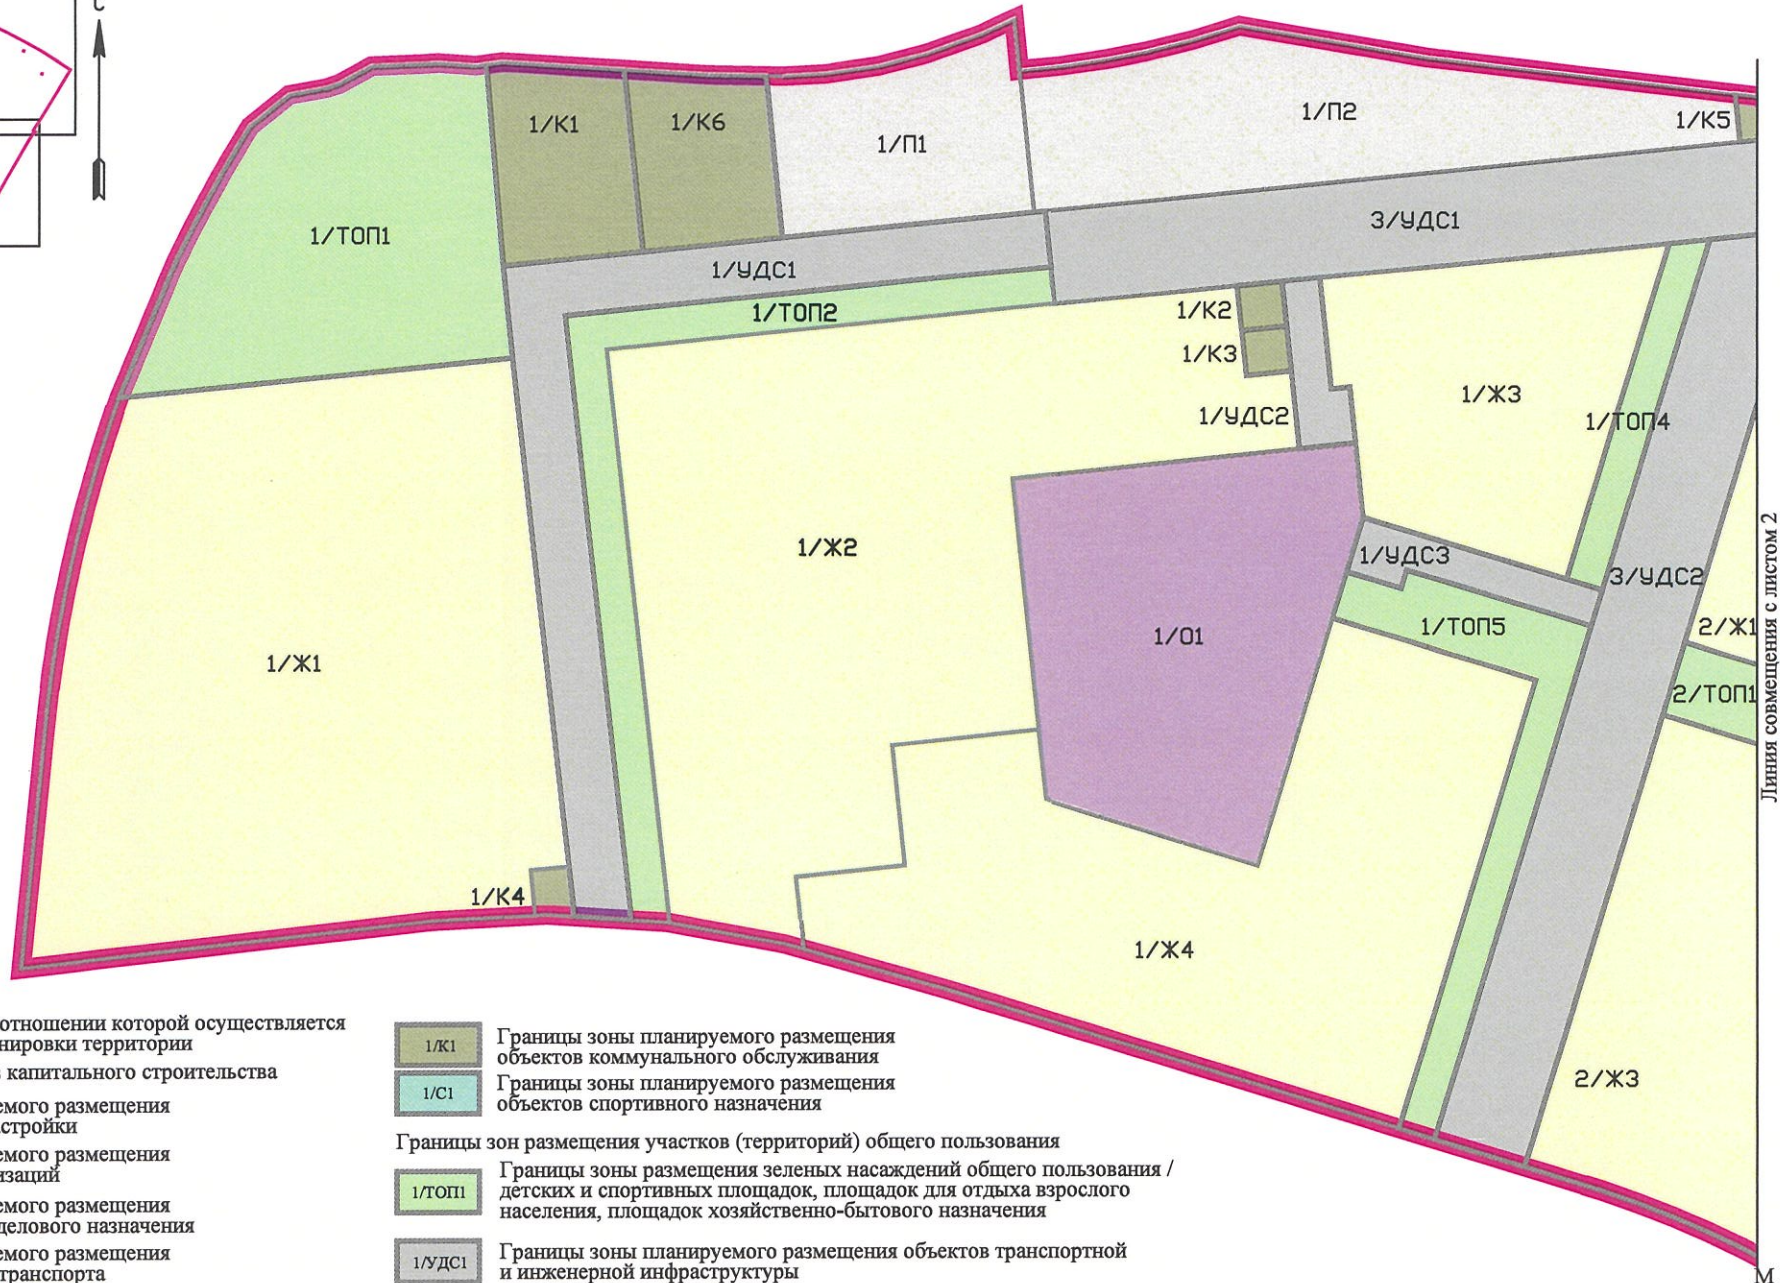 С
1/К1
1/К6
1/П1
1/П2
1/К5
1/ТОП1
3/УДС1
1/УДС1
1/ТОП2
1/К2
1/К3
1/УДС2
1/Ж3
1/ТОП4
1/Ж2
1/УДС3
3/УДС2
1/Ж1
1/О1
1/ТОП5
2/Ж1
2/ТОП1
Линия совмещения с листом 2
1/К4
1/Ж4
2/Ж3
отношении которой осуществляется
нировки территории
капитального строительства
емого размещения
стройки
емого размещения
изаций
емого размещения
делового назначения
емого размещения
транспорта
1/К1
Границы зоны планируемого размещения
объектов коммунального обслуживания
1/С1
Границы зоны планируемого размещения
объектов спортивного назначения
Границы зон размещения участков (территорий) общего пользования
1/ТОП1
Границы зоны размещения зеленых насаждений общего пользования /
детских и спортивных площадок, площадок для отдыха взрослого
населения, площадок хозяйственно-бытового назначения
1/УДС1
Границы зоны планируемого размещения объектов транспортной
и инженерной инфраструктуры
М